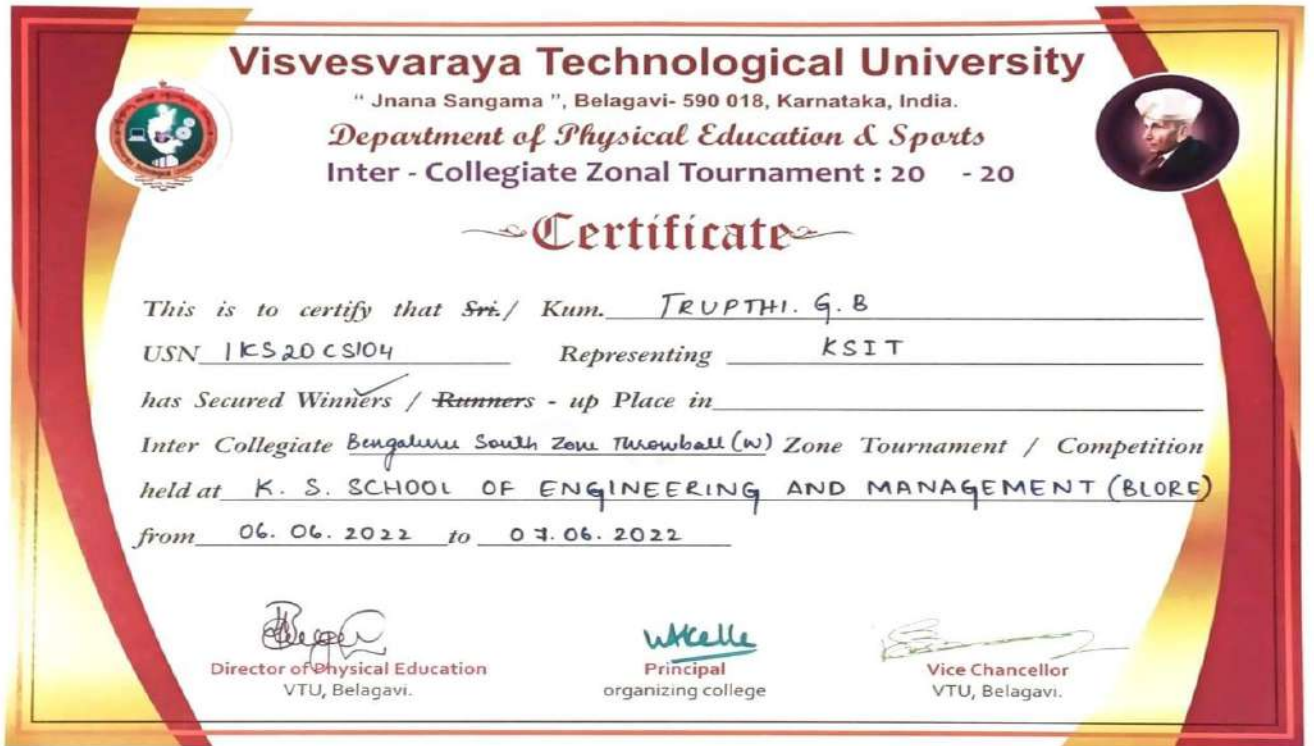 Visvesvaraya Technological University
" Jnana Sangama ", Belagavi- 590 018, Karnataka, India.
Department of Physical Education & Sports
Inter - Collegiate Zonal Tournament : 20 - 20
Certificate
This is to certify that Sri. / Kum. TRUPTHI. G. B
USN 1KS20CS104 Representing KSIT
has Secured Winners / Runners - up Place in
Inter Collegiate Bengaluru South Zone Throwball (W) Zone Tournament / Competition
held at K. S. SCHOOL OF ENGINEERING AND MANAGEMENT (BLORE)
from 06. 06. 2022 to 07. 06. 2022
Director of Physical Education
VTU, Belagavi.
Principal
organizing college
Vice Chancellor
VTU, Belagavi.